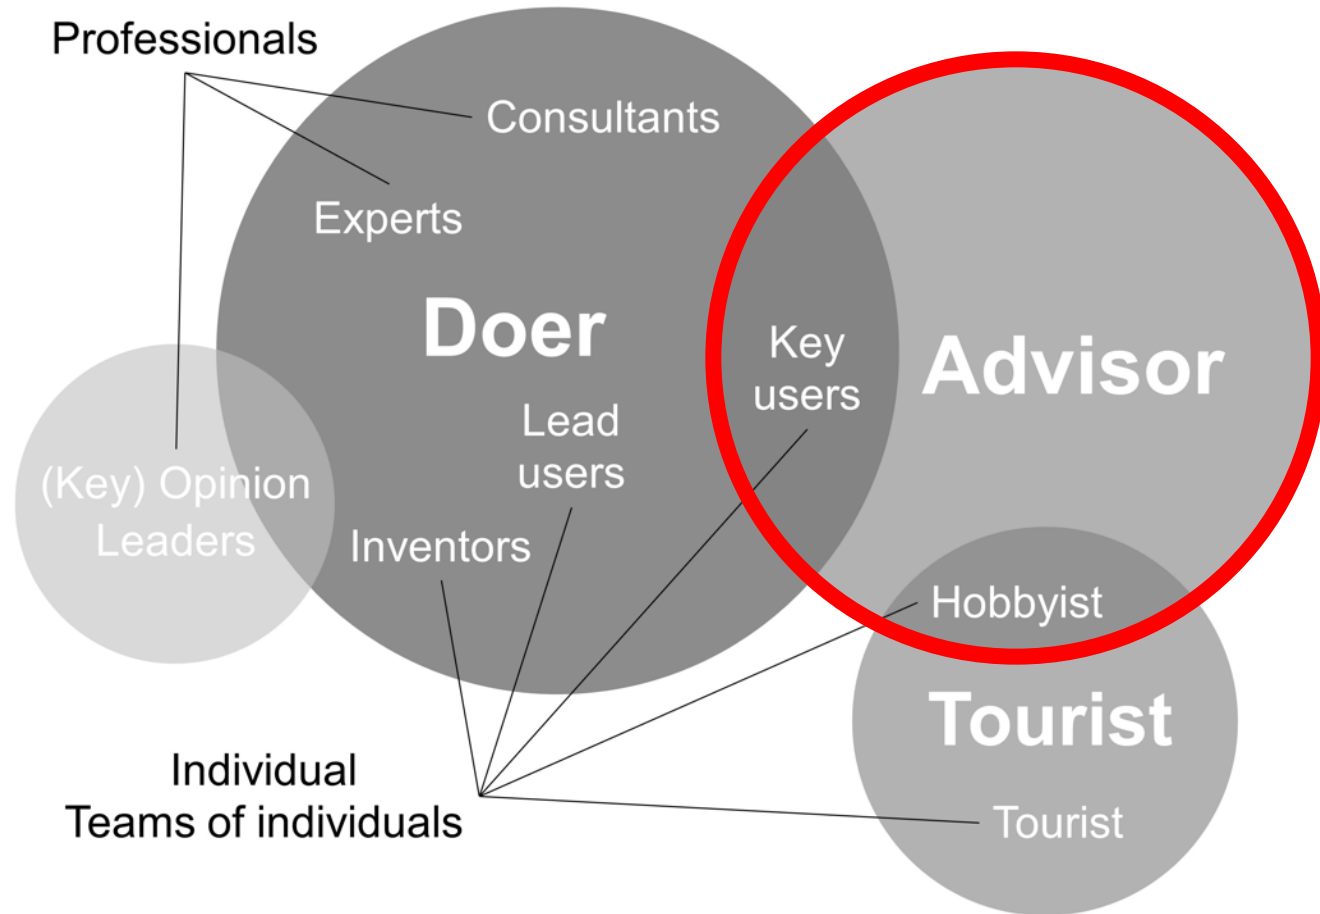 Professionals
Consultants
Experts
Doer
Key
users
Advisor
Lead
users
(Key) Opinion
Leaders
Inventors
Hobbyist
Tourist
Individual
Teams of individuals
Tourist